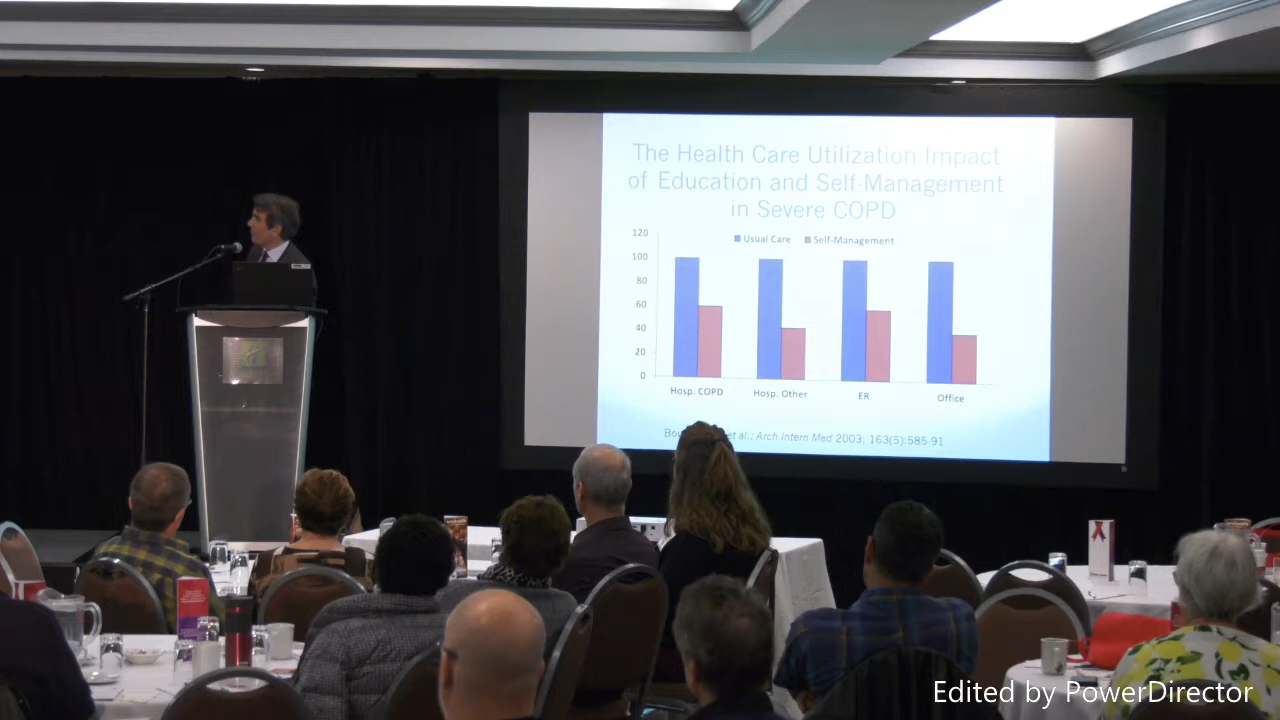 The Health Care Utilization Impact
of Education and Self-Management
in Severe COPD
120
Usual Care Self-Management
100
80
60
40
20
0
Hosp. COPD Hosp. Other ER Office
et al.; Arch Intern Med 2003; 163(5):585-91
Edited by PowerDirector